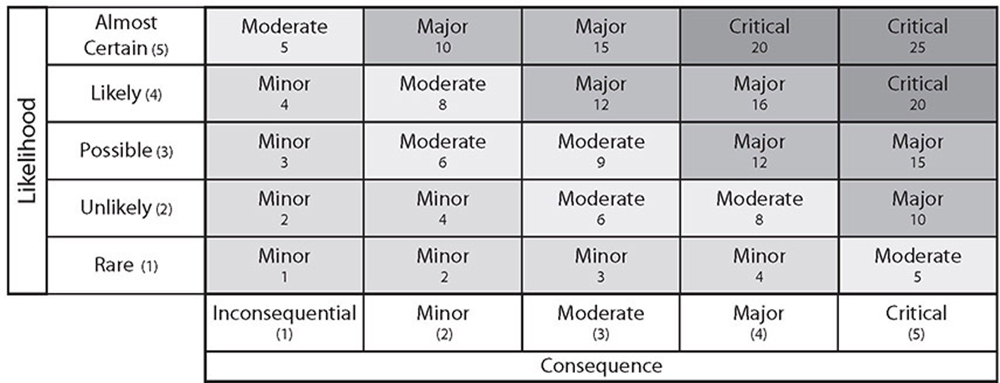 Likelihood
Almost
Certain (5)
Moderate
5
Major
10
Major
15
Critical
20
Critical
25
Likely (4)
Minor
4
Moderate
8
Major
12
Major
16
Critical
20
Possible (3)
Minor
3
Moderate
6
Moderate
9
Major
12
Major
15
Unlikely (2)
Minor
2
Minor
4
Moderate
6
Moderate
8
Major
10
Rare (1)
Minor
1
Minor
2
Minor
3
Minor
4
Moderate
5
Inconsequential
(1)
Minor
(2)
Moderate
(3)
Major
(4)
Critical
(5)
Consequence